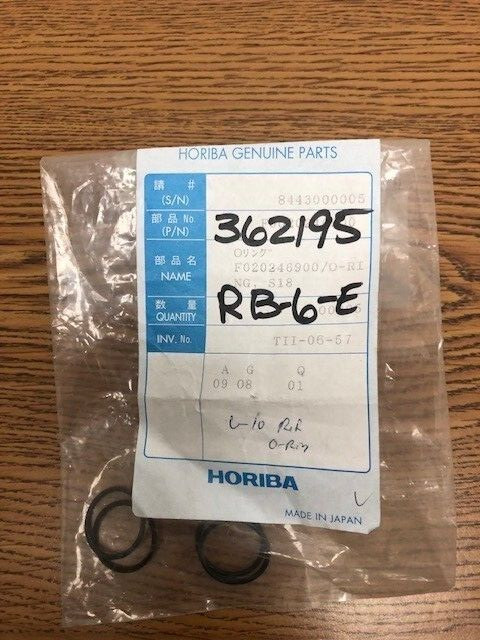 HORIBA GENUINE PARTS
請 #
(S/N)
8443000005
部品 No.
(P/N)
362195
部品名
NAME
Oリング
F020246900/O-RI
NG, S18
数量
QUANTITY
RB-6-E
INV. No.
TII-06-57
A G Q
09 08 01
O-Rin
HORIBA
MADE IN JAPAN